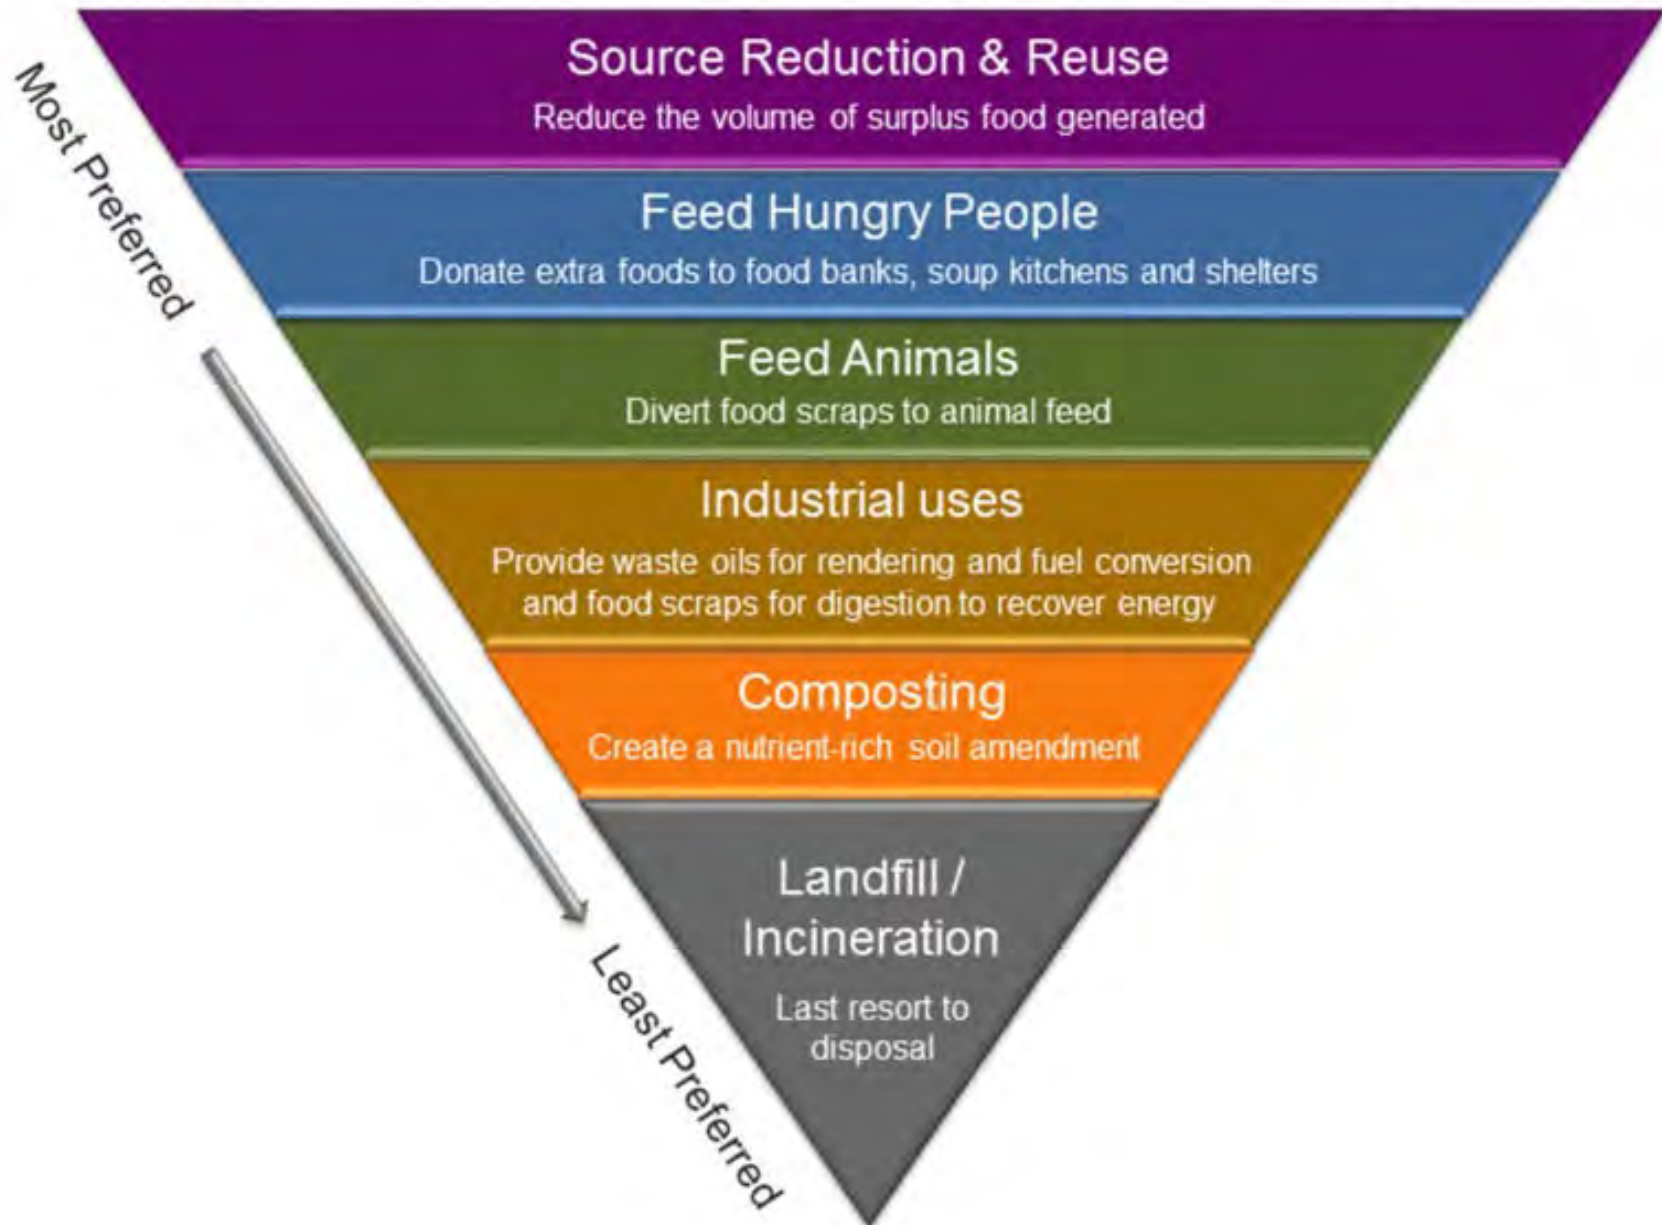 Source Reduction & Reuse
Reduce the volume of surplus food generated
Feed Hungry People
Donate extra foods to food banks, soup kitchens and shelters
Feed Animals
Divert food scraps to animal feed
Industrial uses
Provide waste oils for rendering and fuel conversion
and food scraps for digestion to recover energy
Composting
Create a nutrient-rich soil amendment
Landfill /
Incineration
Last resort to
disposal
Most Preferred
Least Preferred